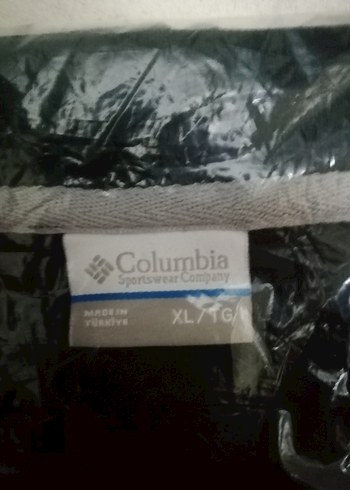 Columbia
Sportswear Company
MADE IN
TÜRKİYE
XL/TG/